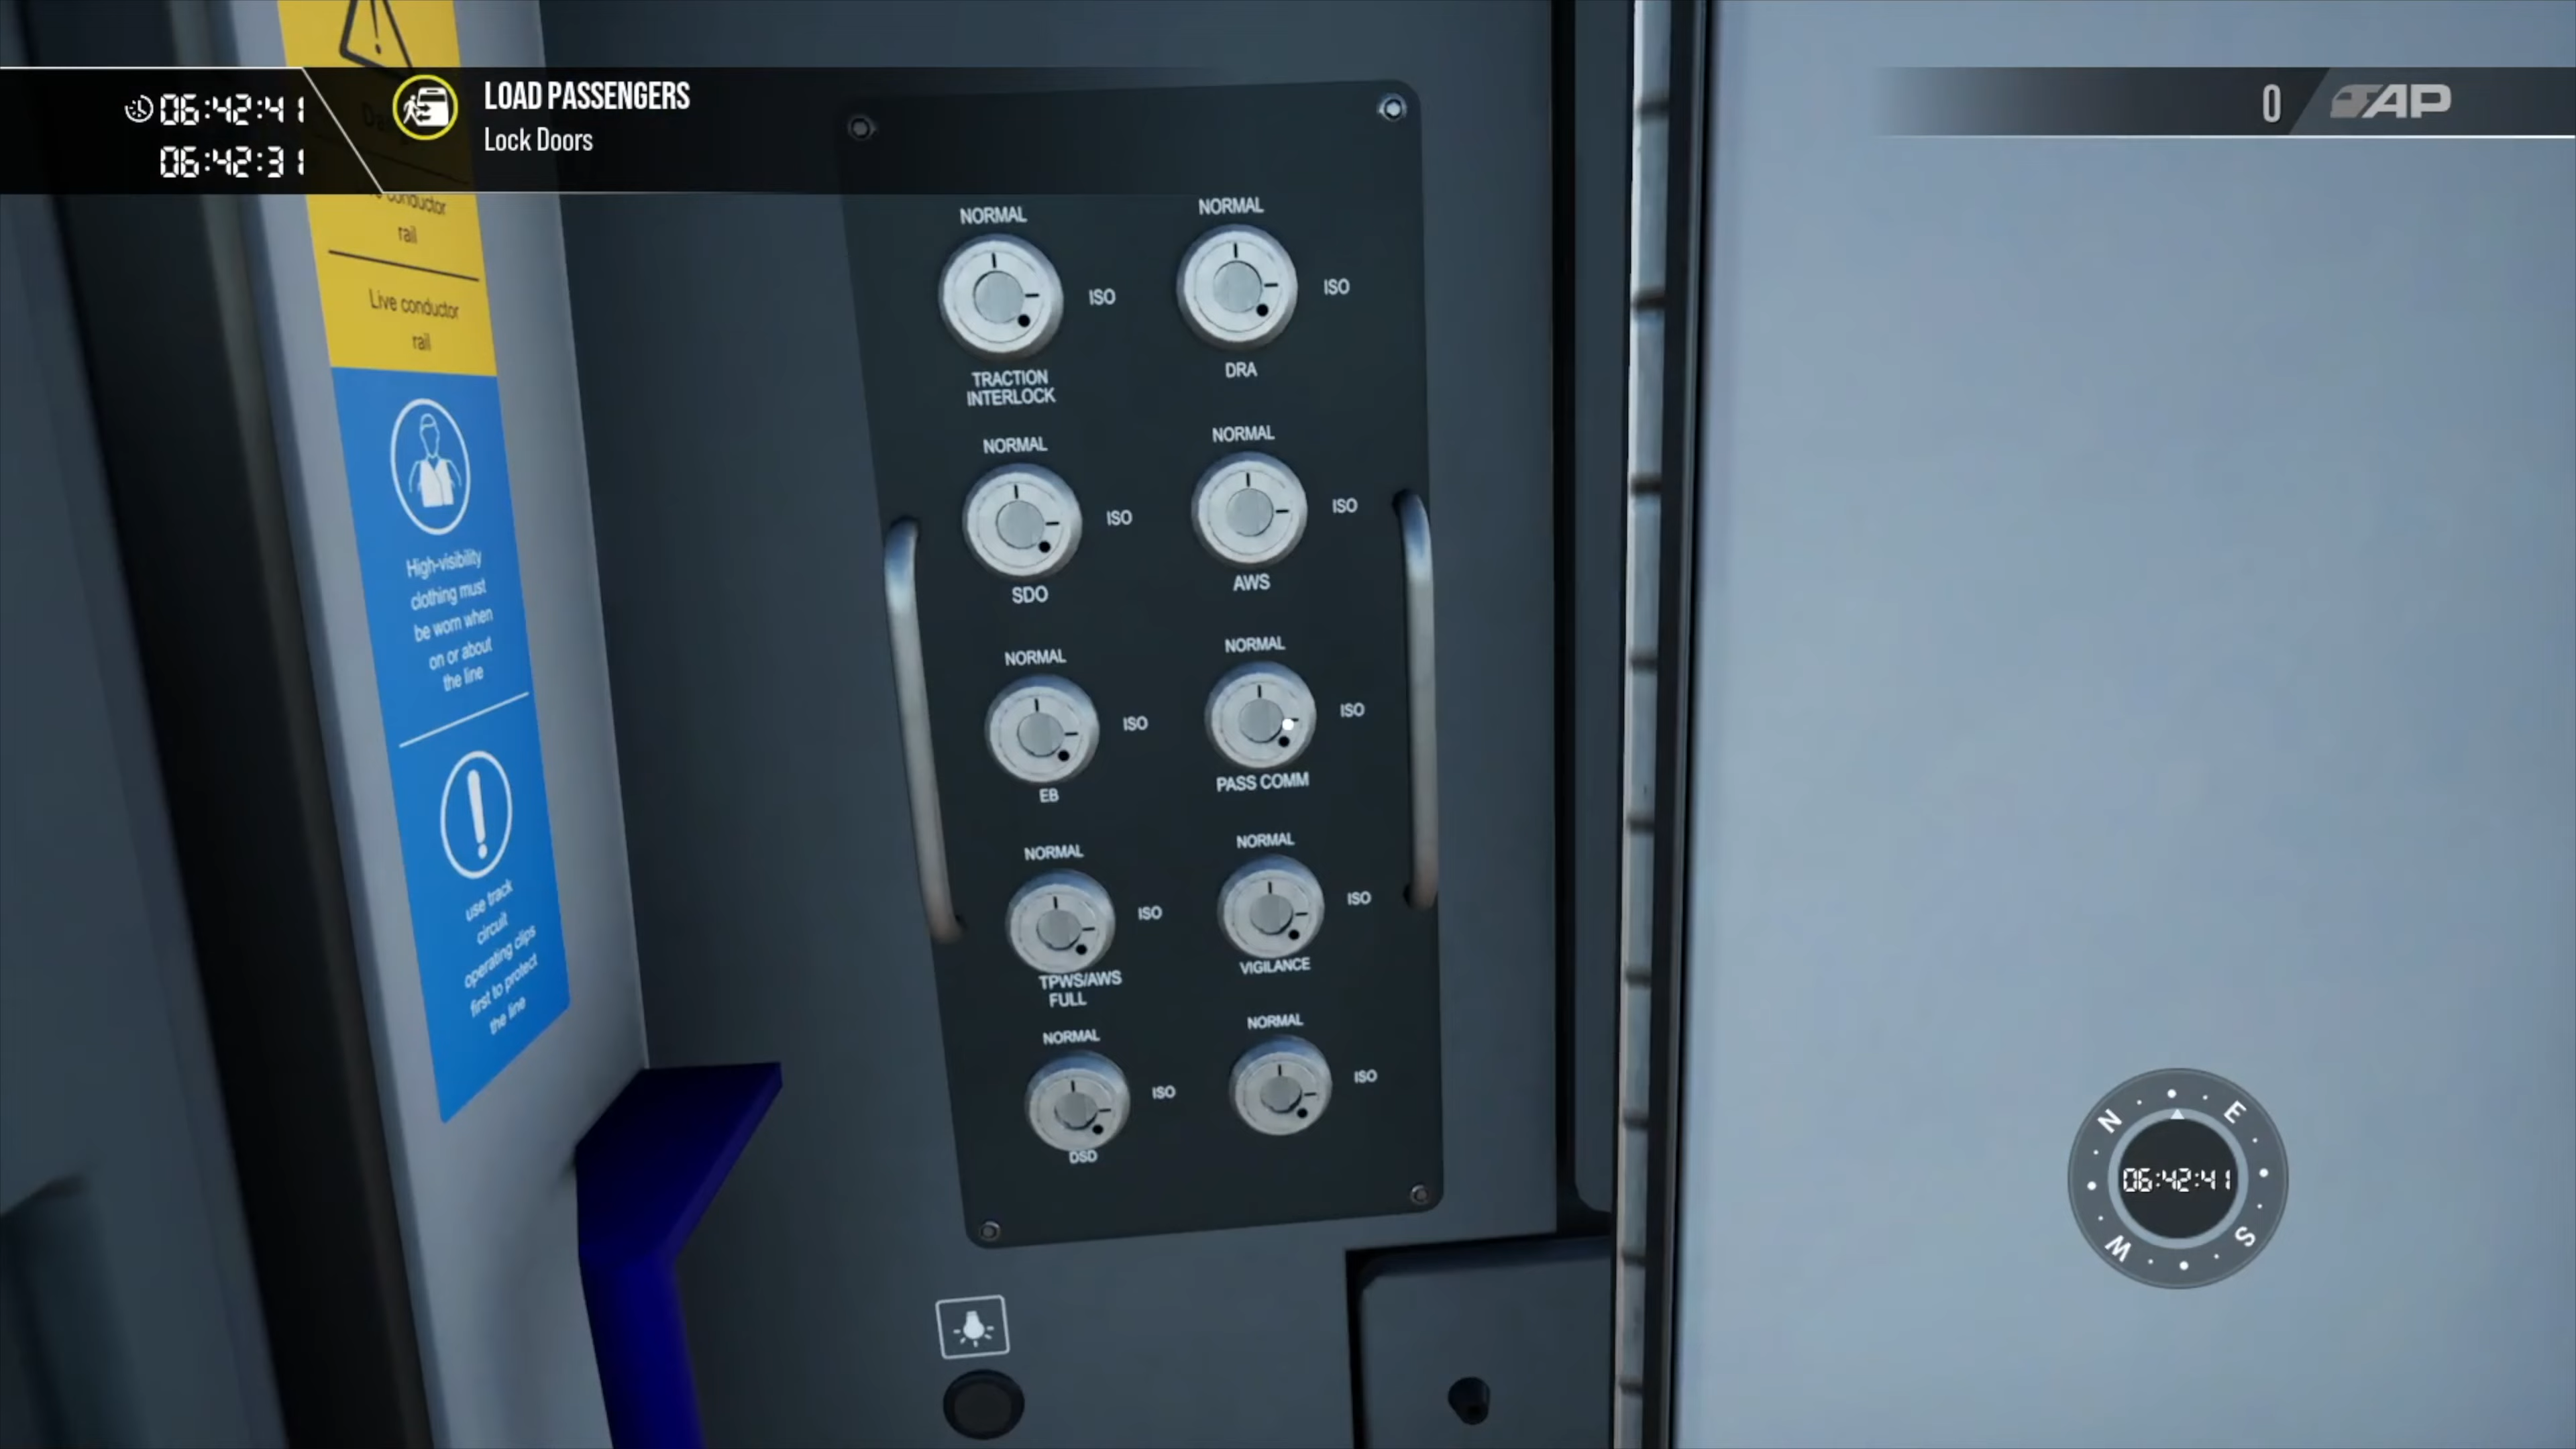 06:42:41
06:42:31
LOAD PASSENGERS
Lock Doors
0
AP
conductor
rail
Live conductor
rail
High-visibility
clothing must
be worn when
on or about
the line
use track
circuit
operating clips
first to protect
the line
NORMAL
ISO
TRACTION
INTERLOCK
NORMAL
ISO
DRA
NORMAL
ISO
SDO
NORMAL
ISO
AWS
NORMAL
ISO
EB
NORMAL
ISO
PASS COMM
NORMAL
ISO
TPWS/AWS
FULL
NORMAL
ISO
VIGILANCE
NORMAL
ISO
DSD
NORMAL
ISO
N
E
S
W
06:42:41